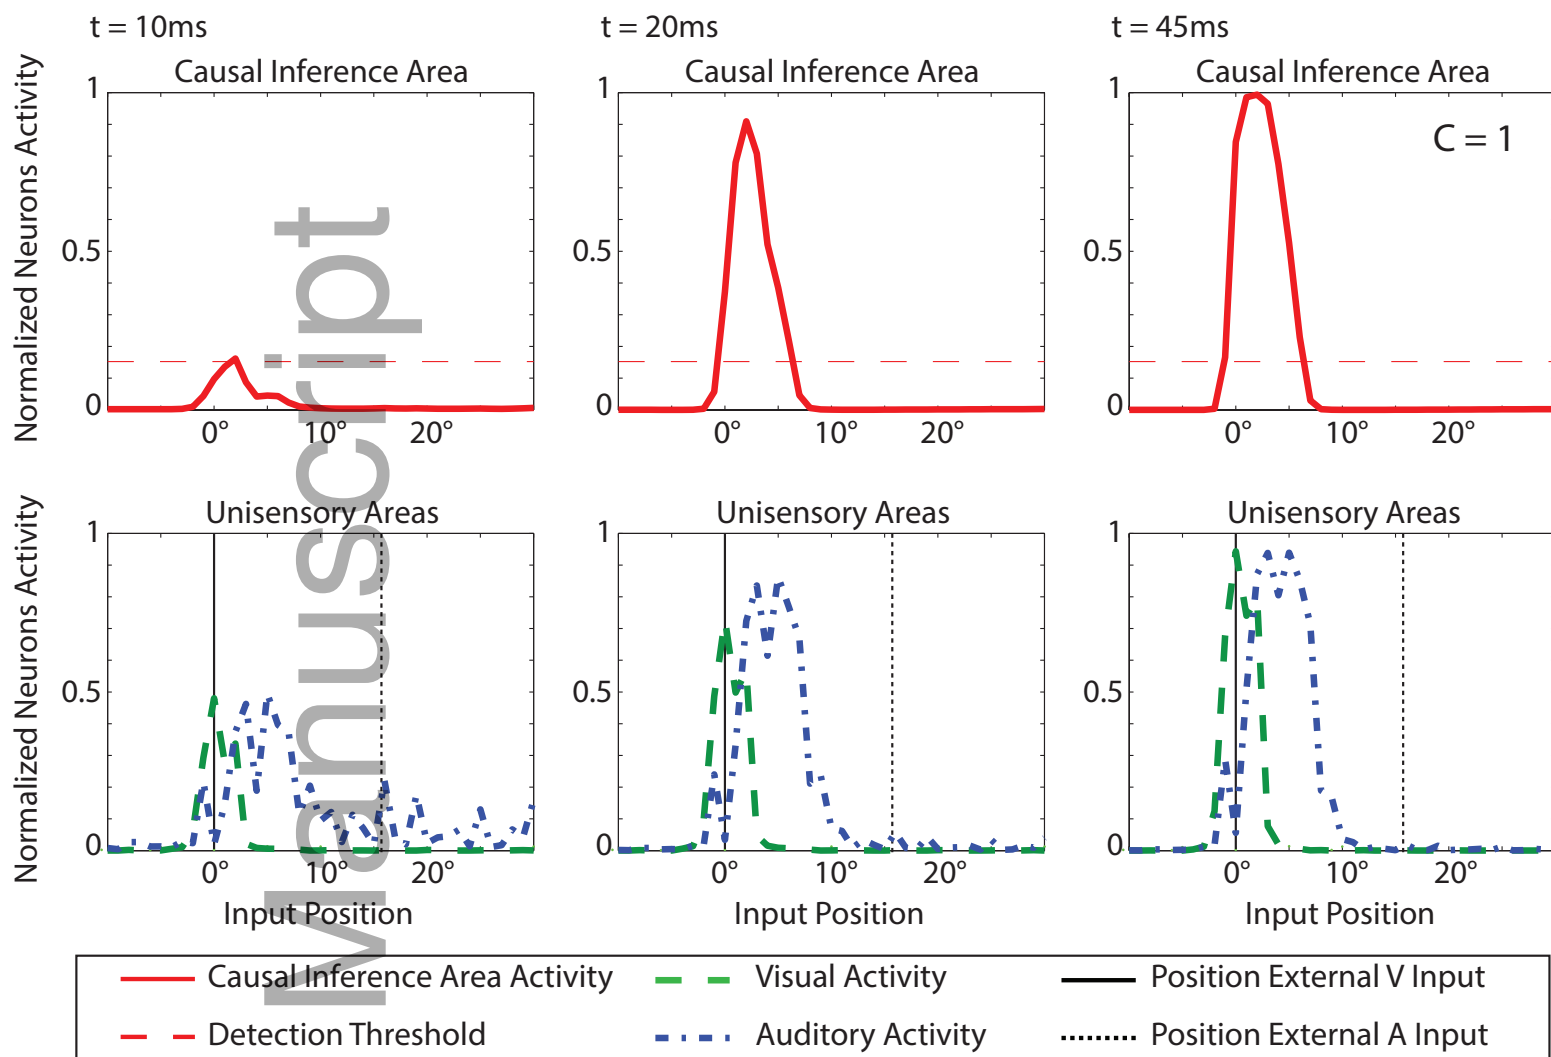 t = 10ms
t = 20ms
t = 45ms
Causal Inference Area
Causal Inference Area
Causal Inference Area
Normalized Neurons Activity
1
0.5
0
0°
10°
20°
1
0.5
0
0°
10°
20°
1
0.5
0
C = 1
0°
10°
20°
Unisensory Areas
Unisensory Areas
Unisensory Areas
Normalized Neurons Activity
1
0.5
0
0°
10°
20°
Input Position
1
0.5
0
0°
10°
20°
Input Position
1
0.5
0
0°
10°
20°
Input Position
Causal Inference Area Activity
Visual Activity
Position External V Input
Detection Threshold
Auditory Activity
Position External A Input
Manuscript